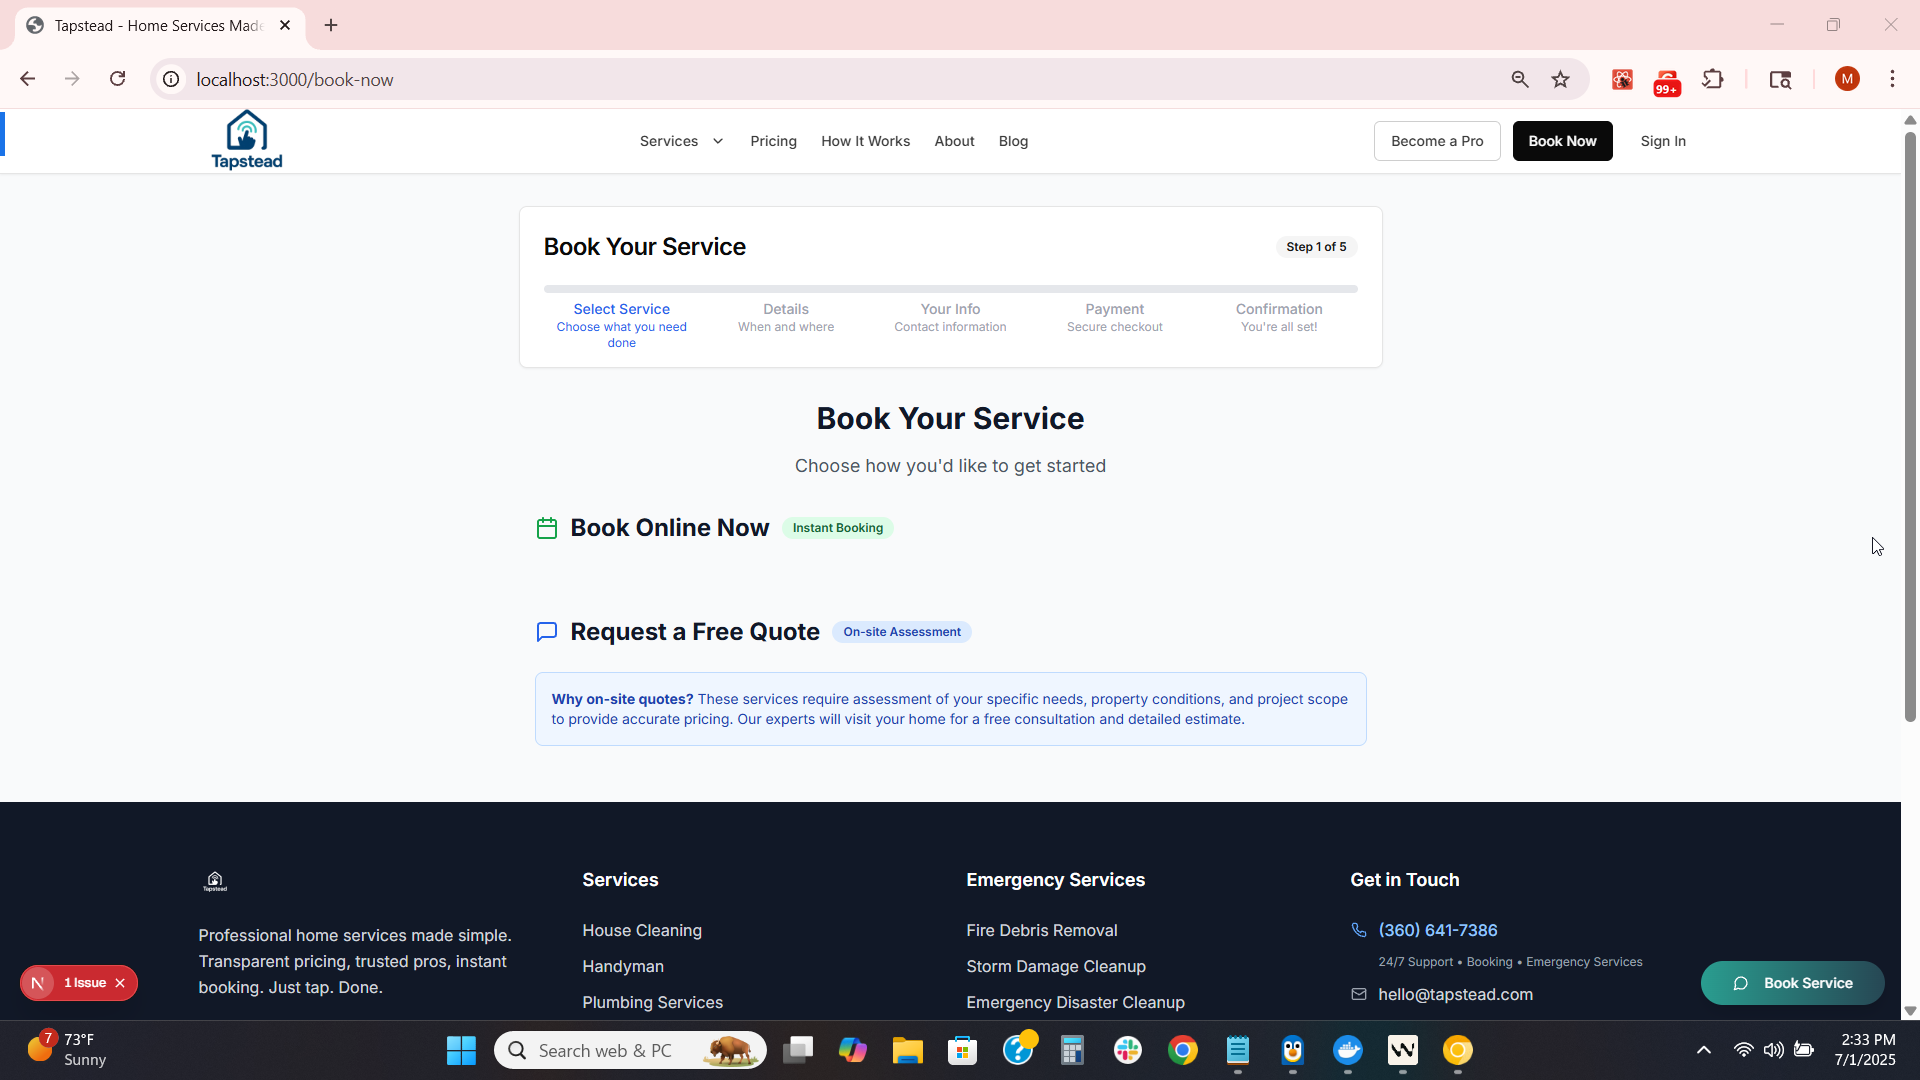 Tapstead - Home Services Made
localhost:3000/book-now
99+
M
Tapstead
Services
Pricing
How It Works
About
Blog
Become a Pro
Book Now
Sign In
Book Your Service
Step 1 of 5
Select Service
Choose what you need
done
Details
When and where
Your Info
Contact information
Payment
Secure checkout
Confirmation
You're all set!
Book Your Service
Choose how you'd like to get started
Book Online Now
Instant Booking
Request a Free Quote
On-site Assessment
Why on-site quotes? These services require assessment of your specific needs, property conditions, and project scope
to provide accurate pricing. Our experts will visit your home for a free consultation and detailed estimate.
Tapstead
Professional home services made simple.
Transparent pricing, trusted pros, instant
booking. Just tap. Done.
Services
House Cleaning
Handyman
Plumbing Services
Emergency Services
Fire Debris Removal
Storm Damage Cleanup
Emergency Disaster Cleanup
Get in Touch
(360) 641-7386
24/7 Support • Booking • Emergency Services
hello@tapstead.com
N
1 Issue
Book Service
7
73°F
Sunny
Search web & PC
2:33 PM
7/1/2025